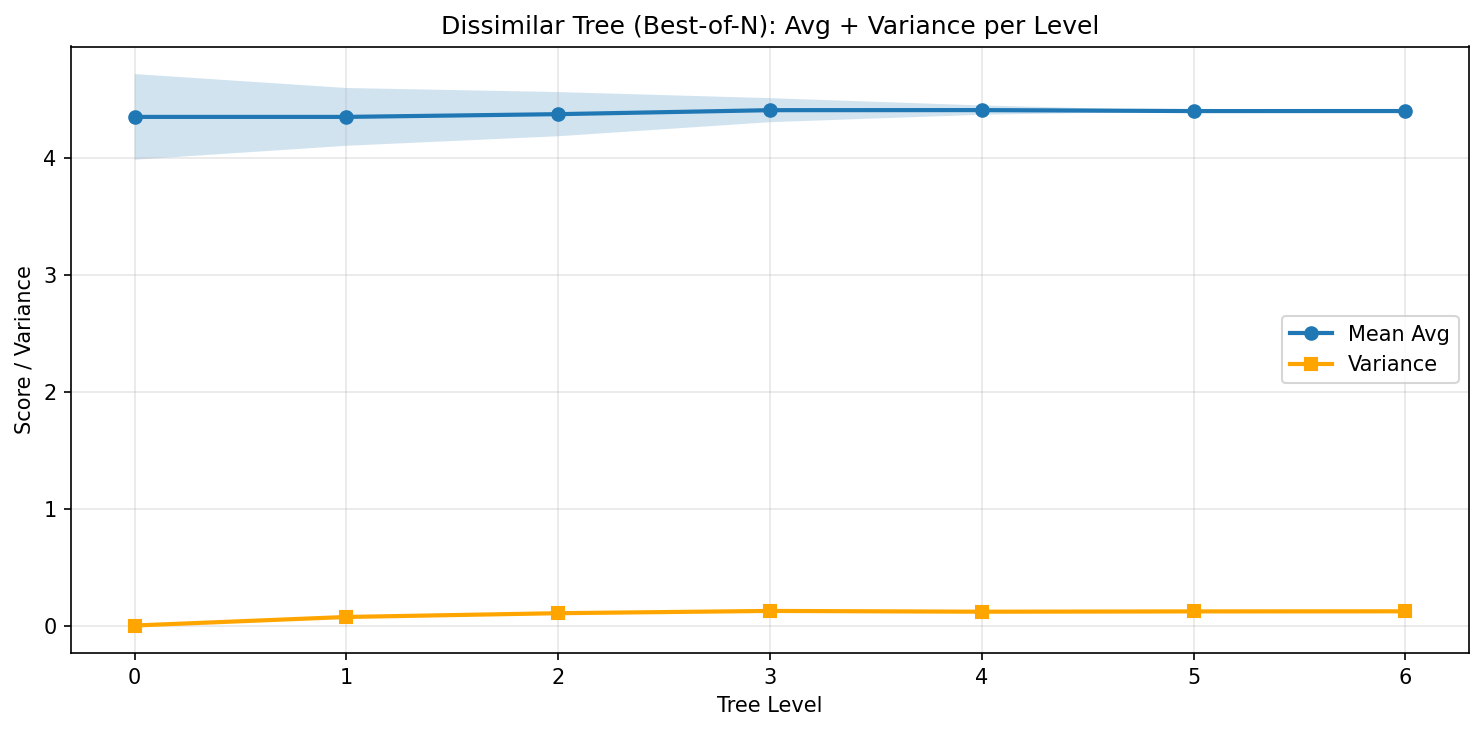 Dissimilar Tree (Best-of-N): Avg + Variance per Level
Score / Variance
4
3
2
1
0
Mean Avg
Variance
0 1 2 3 4 5 6
Tree Level